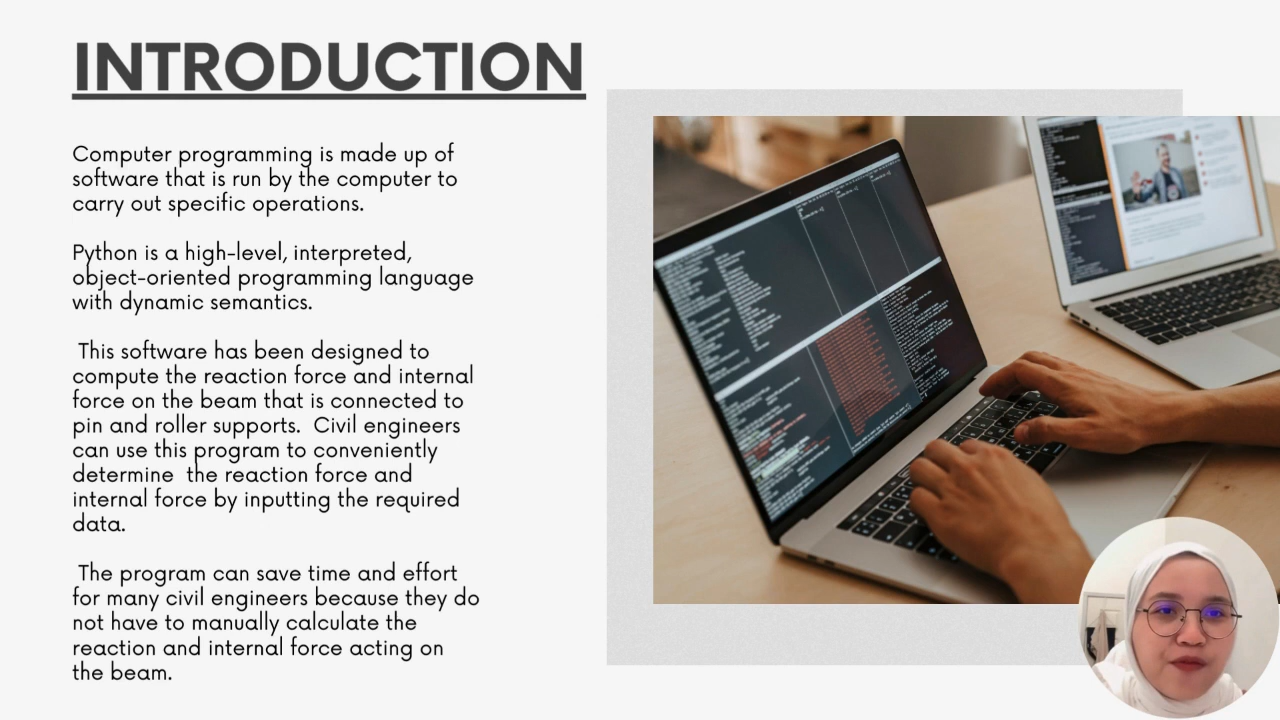 INTRODUCTION
Computer programming is made up of
software that is run by the computer to
carry out specific operations.
Python is a high-level, interpreted,
object-oriented programming language
with dynamic semantics.
This software has been designed to
compute the reaction force and internal
force on the beam that is connected to
pin and roller supports. Civil engineers
can use this program to conveniently
determine the reaction force and
internal force by inputting the required
data.
The program can save time and effort
for many civil engineers because they do
not have to manually calculate the
reaction and internal force acting on
the beam.